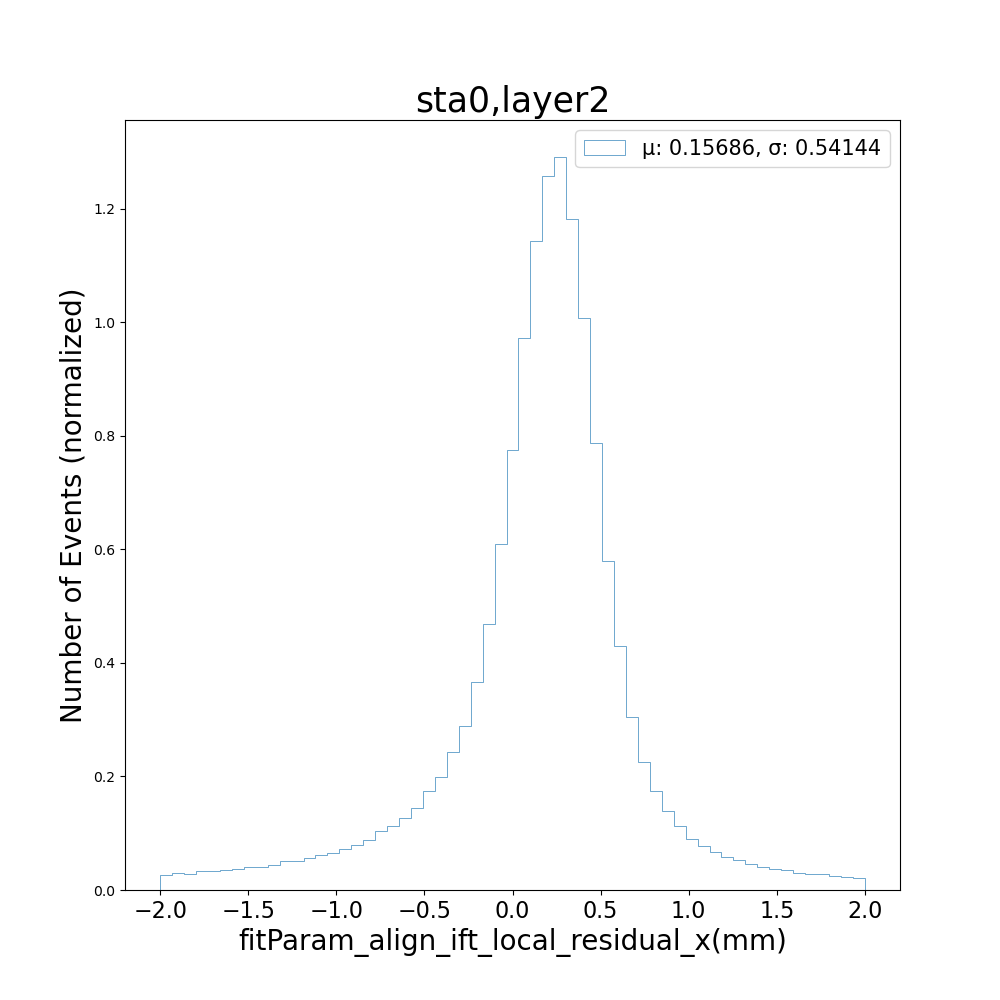 sta0,layer2
μ: 0.15686, σ: 0.54144
Number of Events (normalized)
1.2
1.0
0.8
0.6
0.4
0.2
0.0
−2.0 −1.5 −1.0 −0.5 0.0 0.5 1.0 1.5 2.0
fitParam_align_ift_local_residual_x(mm)